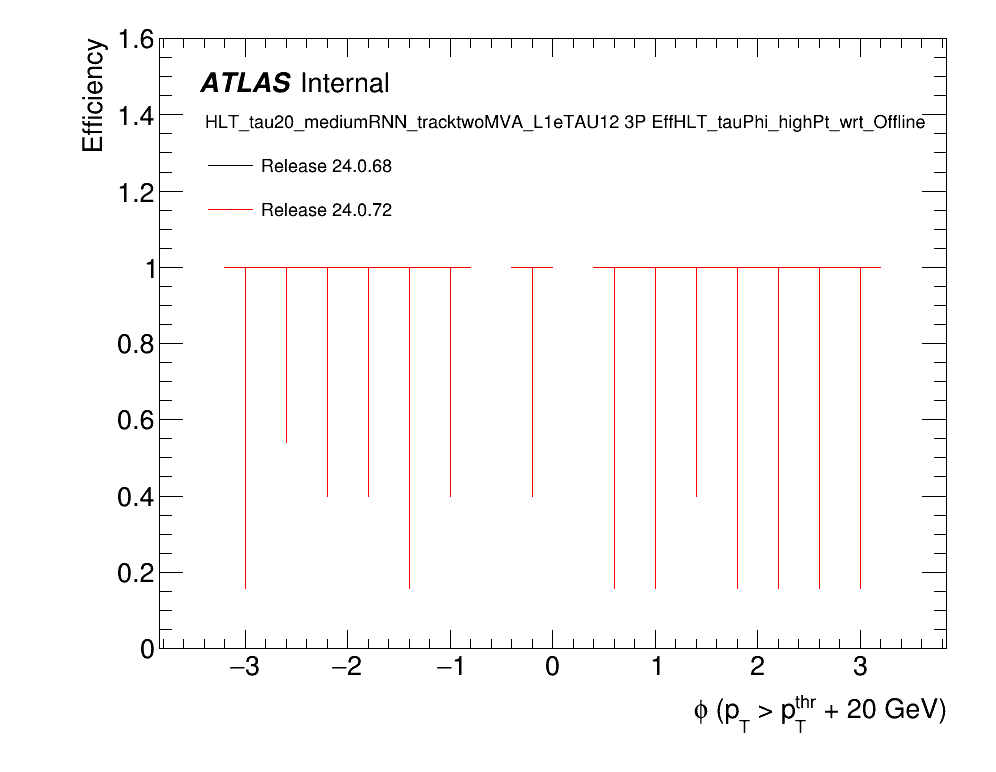 Efficiency
1.6
1.4
1.2
1
0.8
0.6
0.4
0.2
0
ATLAS Internal
HLT_tau20_mediumRNN_tracktwoMVA_L1eTAU12 3P EffHLT_tauPhi_highPt_wrt_Offline
Release 24.0.68
Release 24.0.72
−3 −2 −1 0 1 2 3
ϕ (p_T > p_T^thr + 20 GeV)